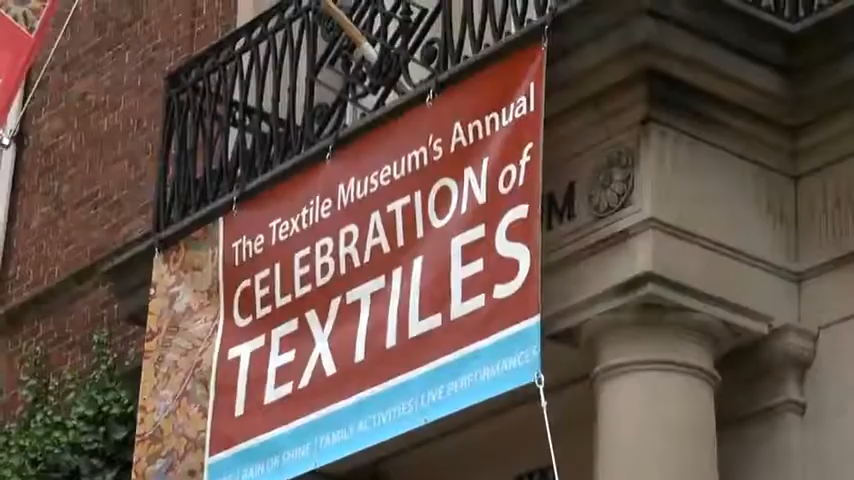 The Textile Museum's Annual
CELEBRATION of
TEXTILES
RAIN OR SHINE | FAMILY ACTIVITIES | LIVE PERFORMANCES